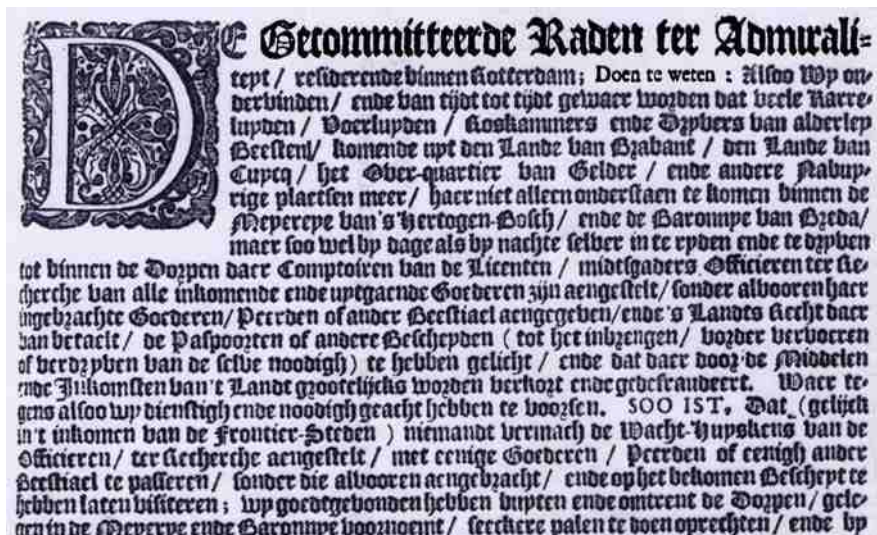 DE Gecommitteerde Raden ter Admirali-
teyt / residerende binnen Rotterdam; Doen te weten : Alsoo Wy on-
dervinden / ende van tijdt tot tijdt gewaer worden dat veele Karre-
luyden / Voerluyden / Roskammers ende Dryvers van alderley
Beesten/ komende uyt den Lande van Brabant / den Lande van
Cuycq / het Over-quartier van Gelder / ende andere Nabuy-
rige plaetsen meer / haer niet alleen onderstaen te komen binnen de
Meyereye van 's Hertogen-Bosch / ende de Baronnye van Breda/
maer soo wel by dage als by nachte selver in te ryden ende te dryven
tot binnen de Dorpen daer Comptoiren van de Licenten / midtsgaders Officieren ter Re-
cherche van alle inkomende ende uytgaende Goederen zijn aengestelt/ sonder alvooren haer
ingebrachte Goederen/ Peerden of ander Beestiael aengegeven/ ende 's Landts Recht daer
van betaelt / de Paspoorten of andere Bescheyden ( tot het inbrengen / vorder vervoeren
of verdryven van de selve noodigh ) te hebben gelicht / ende dat daer door de Middelen
ende Inkomsten van 't Landt grootelijcks worden verkort ende gedefraudeert. Waer te-
gens alsoo wy dienstigh ende noodigh geacht hebben te voorsen. SOO IST, Dat (gelijck
in 't inkomen van de Frontier-Steden ) niemandt vermach de Wacht-Huyskens van de
Officieren / ter Recherche aengestelt / met eenige Goederen / Peerden of eenigh ander
Beestiael te passeren / sonder die alvooren aengebracht / ende op het bekomen Bescheyt te
hebben laten visiteren ; wy goedtgevonden hebben buyten ende omtrent de Dorpen / gele-
gen in de Meyerye ende Baronnye voornoemt / seeckere palen te doen oprechten / ende by